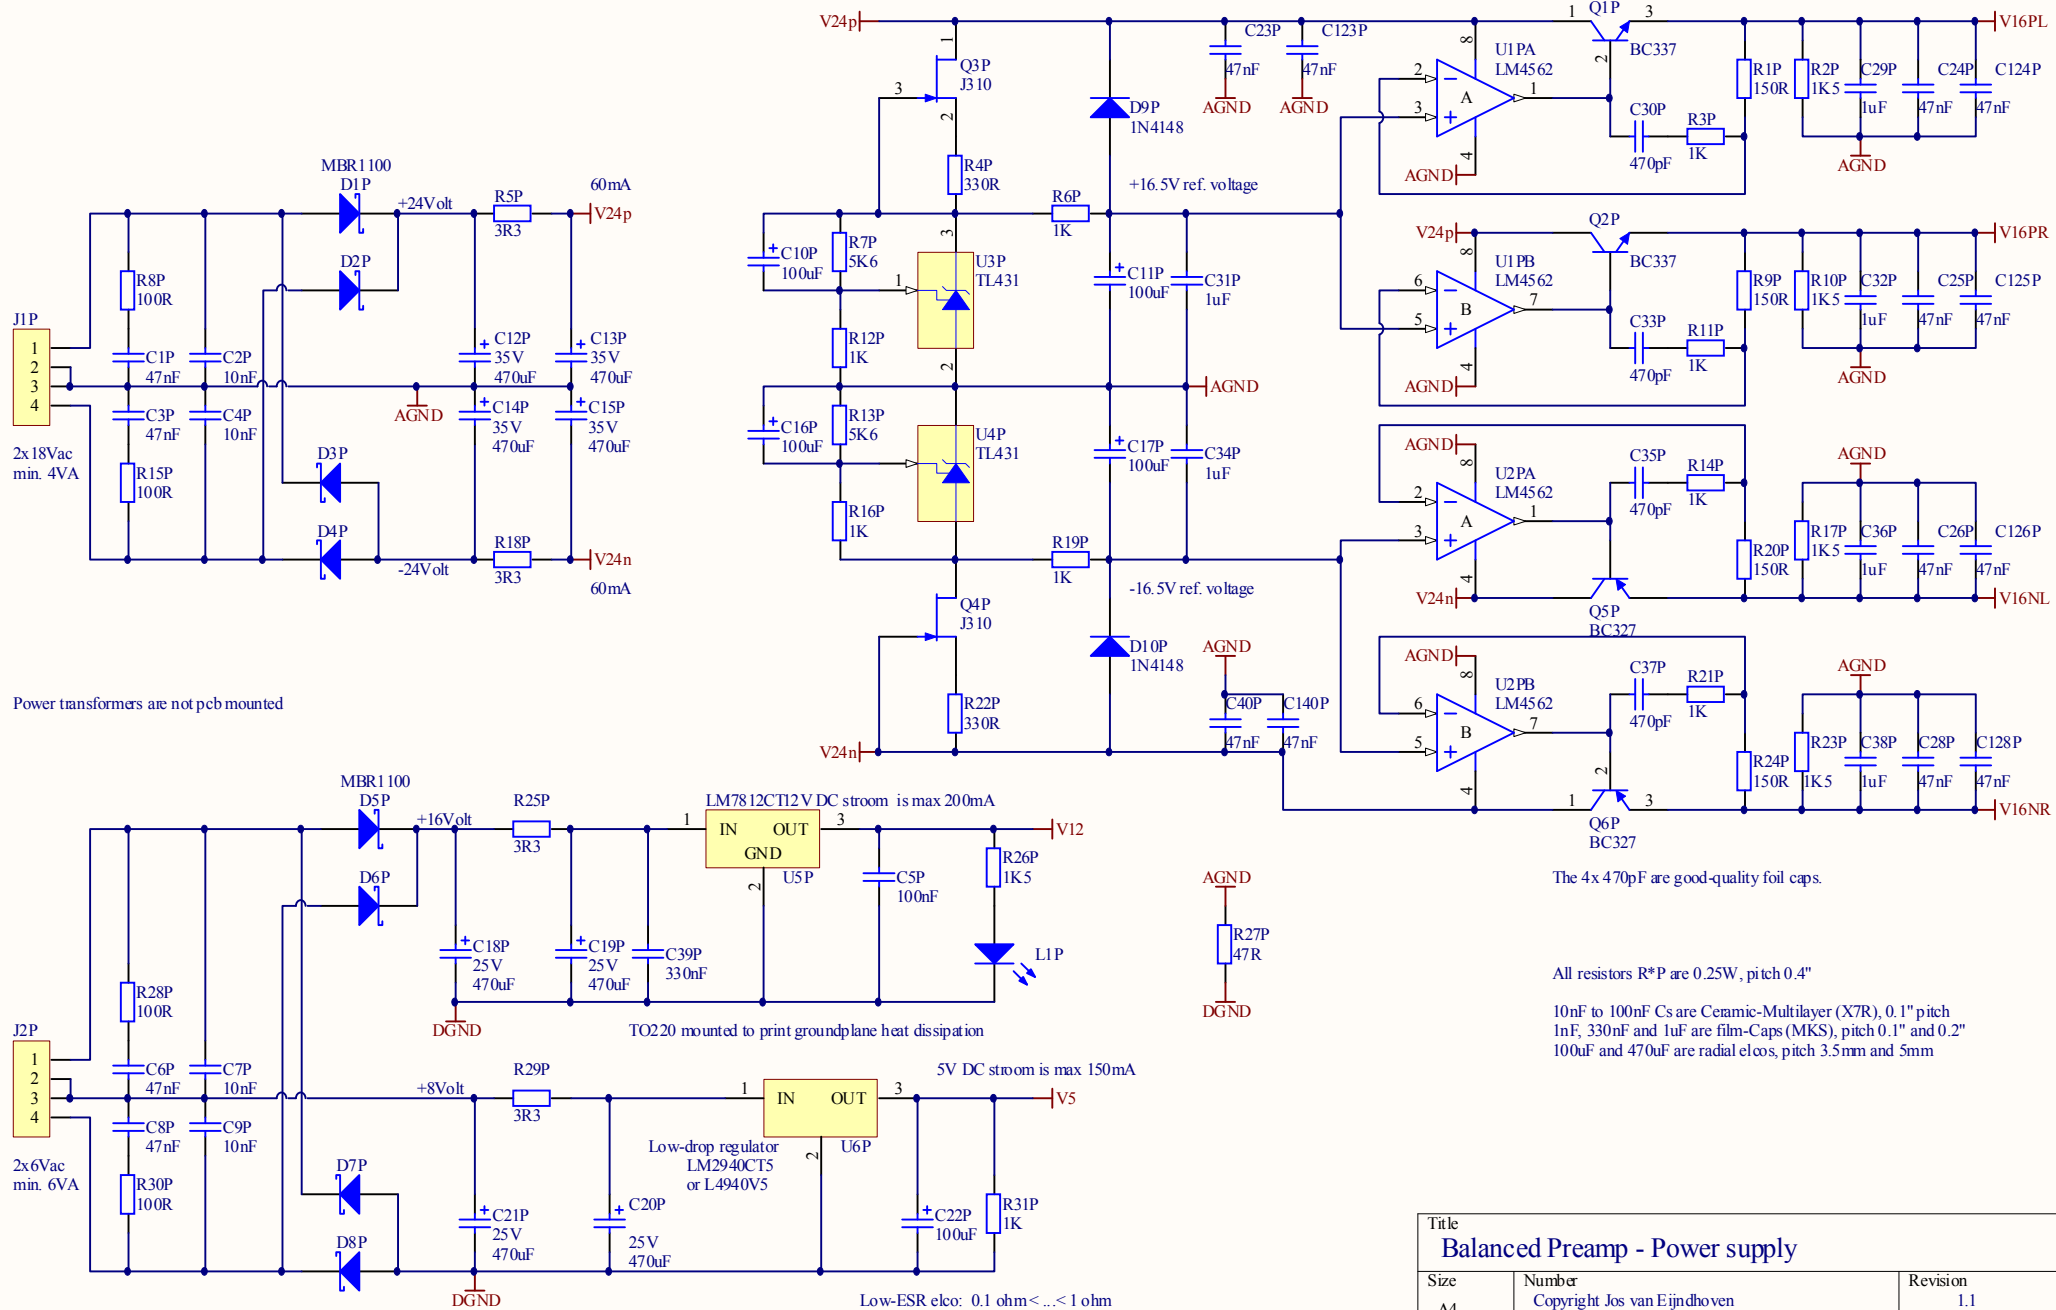 V24p
Q3P
J310
1
3
2
R4P
330R
D9P
1N4148
C23P
47nF
AGND
C123P
47nF
AGND
+16.5V ref. voltage
R6P
1K
C10P
100uF
R7P
5K6
R12P
1K
U3P
TL431
3
1
2
C11P
100uF
C31P
1uF
AGND
C16P
100uF
R13P
5K6
R16P
1K
U4P
TL431
C17P
100uF
C34P
1uF
R19P
1K
-16.5V ref. voltage
Q4P
J310
R22P
330R
D10P
1N4148
AGND
C40P
47nF
C140P
47nF
V24n
U1PA
LM4562
A
2
3
8
4
1
AGND
1
Q1P
3
BC337
2
C30P
470pF
R3P
1K
R1P
150R
R2P
1K5
C29P
1uF
C24P
47nF
C124P
47nF
AGND
V16PL
V24p
U1PB
LM4562
B
6
5
8
4
7
AGND
Q2P
BC337
C33P
470pF
R11P
1K
R9P
150R
R10P
1K5
C32P
1uF
C25P
47nF
C125P
47nF
AGND
V16PR
AGND
U2PA
LM4562
A
2
3
8
4
1
V24n
C35P
470pF
R14P
1K
Q5P
BC327
R20P
150R
R17P
1K5
C36P
1uF
C26P
47nF
C126P
47nF
AGND
V16NL
AGND
U2PB
LM4562
B
6
5
8
4
7
C37P
470pF
R21P
1K
1
2
3
Q6P
BC327
R24P
150R
R23P
1K5
C38P
1uF
C28P
47nF
C128P
47nF
AGND
V16NR
MBR1100
D1P
+24Volt
R5P
3R3
60mA
V24p
D2P
R8P
100R
J1P
1
2
3
4
C1P
47nF
C2P
10nF
C3P
47nF
C4P
10nF
2x18Vac
min. 4VA
R15P
100R
AGND
C12P
35V
470uF
C13P
35V
470uF
C14P
35V
470uF
C15P
35V
470uF
D3P
D4P
-24Volt
R18P
3R3
V24n
60mA
Power transformers are not pcb mounted
MBR1100
D5P
+16Volt
R25P
3R3
D6P
LM7812CT12V DC stroom is max 200mA
1
IN
OUT
GND
3
2
U5P
V12
C5P
100nF
R26P
1K5
L1P
C18P
25V
470uF
C19P
25V
470uF
C39P
330nF
DGND
TO220 mounted to print groundplane heat dissipation
AGND
R27P
47R
DGND
R28P
100R
J2P
1
2
3
4
C6P
47nF
C7P
10nF
C8P
47nF
C9P
10nF
2x6Vac
min. 6VA
R30P
100R
D7P
D8P
+8Volt
R29P
3R3
5V DC stroom is max 150mA
1
IN
OUT
3
2
U6P
V5
Low-drop regulator
LM2940CT5
or L4940V5
C21P
25V
470uF
C20P
25V
470uF
C22P
100uF
R31P
1K
DGND
Low-ESR elco: 0.1 ohm < ... < 1 ohm
The 4x 470pF are good-quality foil caps.
All resistors R*P are 0.25W, pitch 0.4"
10nF to 100nF Cs are Ceramic-Multilayer (X7R), 0.1" pitch
1nF, 330nF and 1uF are film-Caps (MKS), pitch 0.1" and 0.2"
100uF and 470uF are radial elcos, pitch 3.5mm and 5mm
Title
Balanced Preamp - Power supply
Size
Number
Revision
Copyright Jos van Eijndhoven
1.1